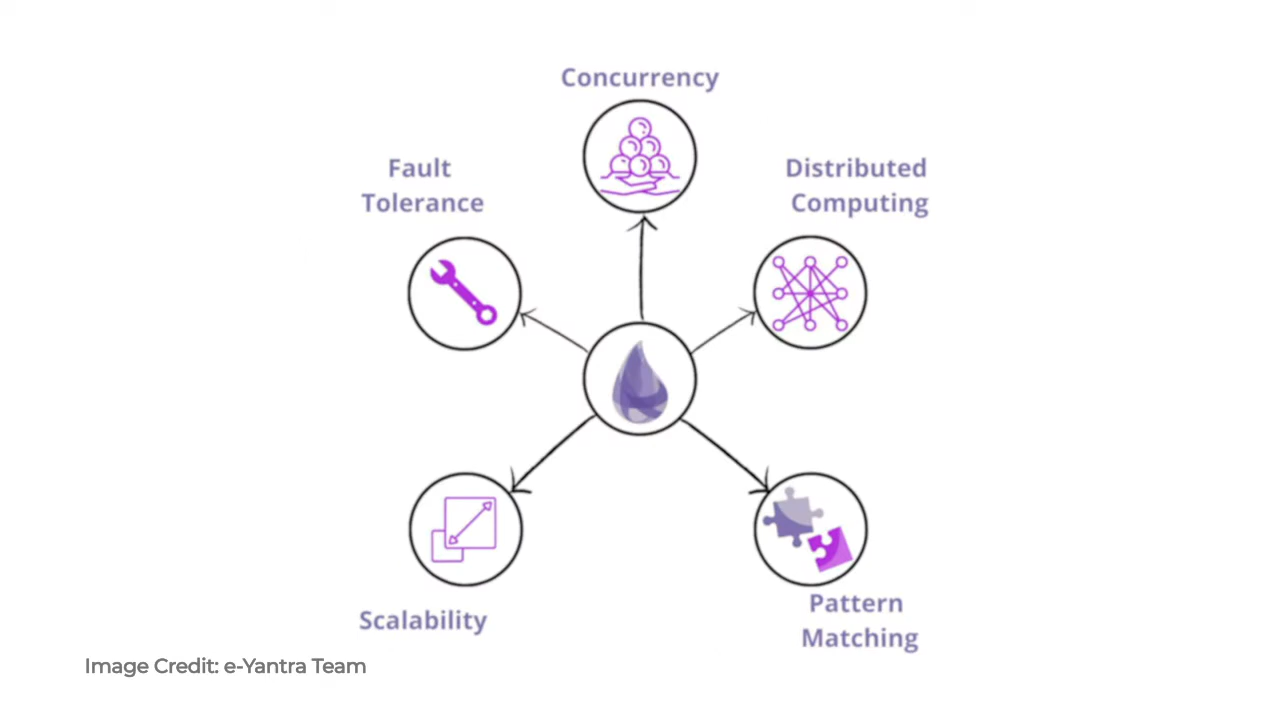 Concurrency
Fault
Tolerance
Distributed
Computing
Scalability
Pattern
Matching
Image Credit: e-Yantra Team